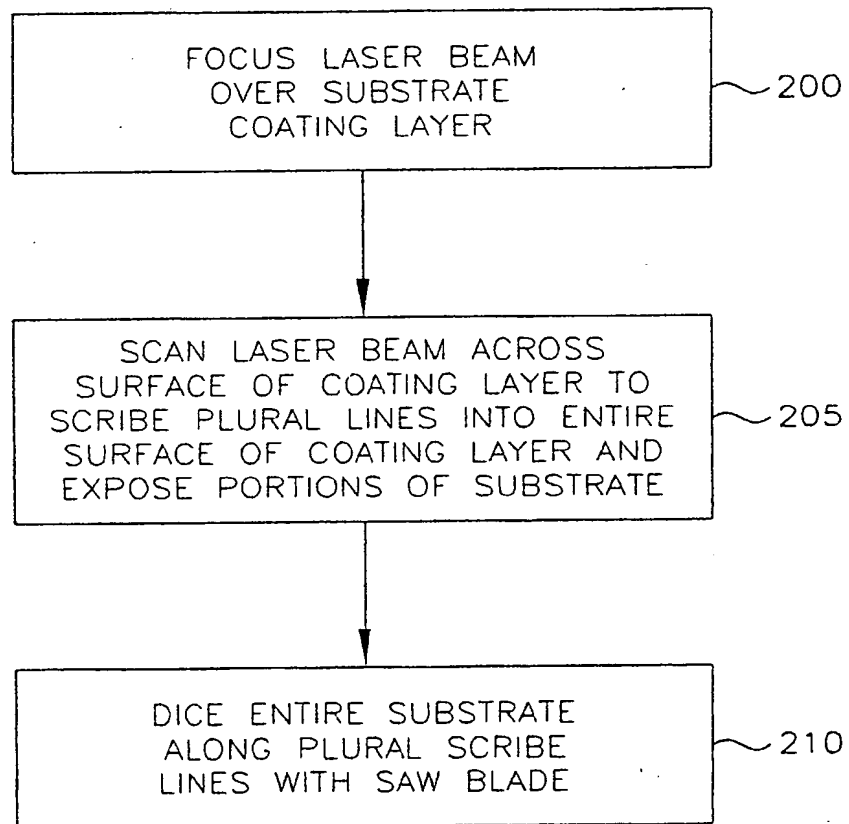 FOCUS LASER BEAM
OVER SUBSTRATE
COATING LAYER
200
SCAN LASER BEAM ACROSS
SURFACE OF COATING LAYER TO
SCRIBE PLURAL LINES INTO ENTIRE
SURFACE OF COATING LAYER AND
EXPOSE PORTIONS OF SUBSTRATE
205
DICE ENTIRE SUBSTRATE
ALONG PLURAL SCRIBE
LINES WITH SAW BLADE
210